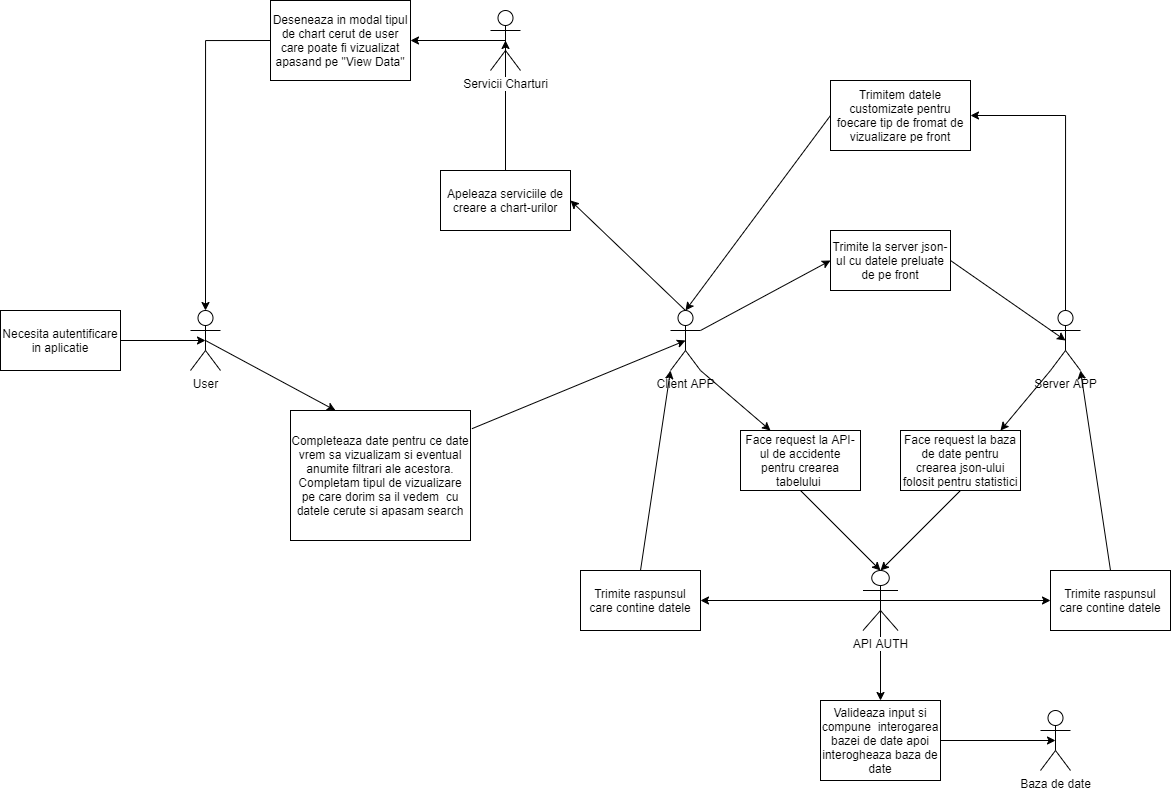 Deseneaza in modal tipul
de chart cerut de user
care poate fi vizualizat
apasand pe "View Data"
Servicii Charturi
Trimitem datele
customizate pentru
foecare tip de fromat de
vizualizare pe front
Apeleaza serviciile de
creare a chart-urilor
Trimite la server json-
ul cu datele preluate
de pe front
Necesita autentificare
in aplicatie
User
Client APP
Server APP
Completeaza date pentru ce date
vrem sa vizualizam si eventual
anumite filtrari ale acestora.
Completam tipul de vizualizare
pe care dorim sa il vedem cu
datele cerute si apasam search
Face request la API-
ul de accidente
pentru crearea
tabelului
Face request la baza
de date pentru
crearea json-ului
folosit pentru statistici
Trimite raspunsul
care contine datele
Trimite raspunsul
care contine datele
API AUTH
Valideaza input si
compune interogarea
bazei de date apoi
interogheaza baza de
date
Baza de date